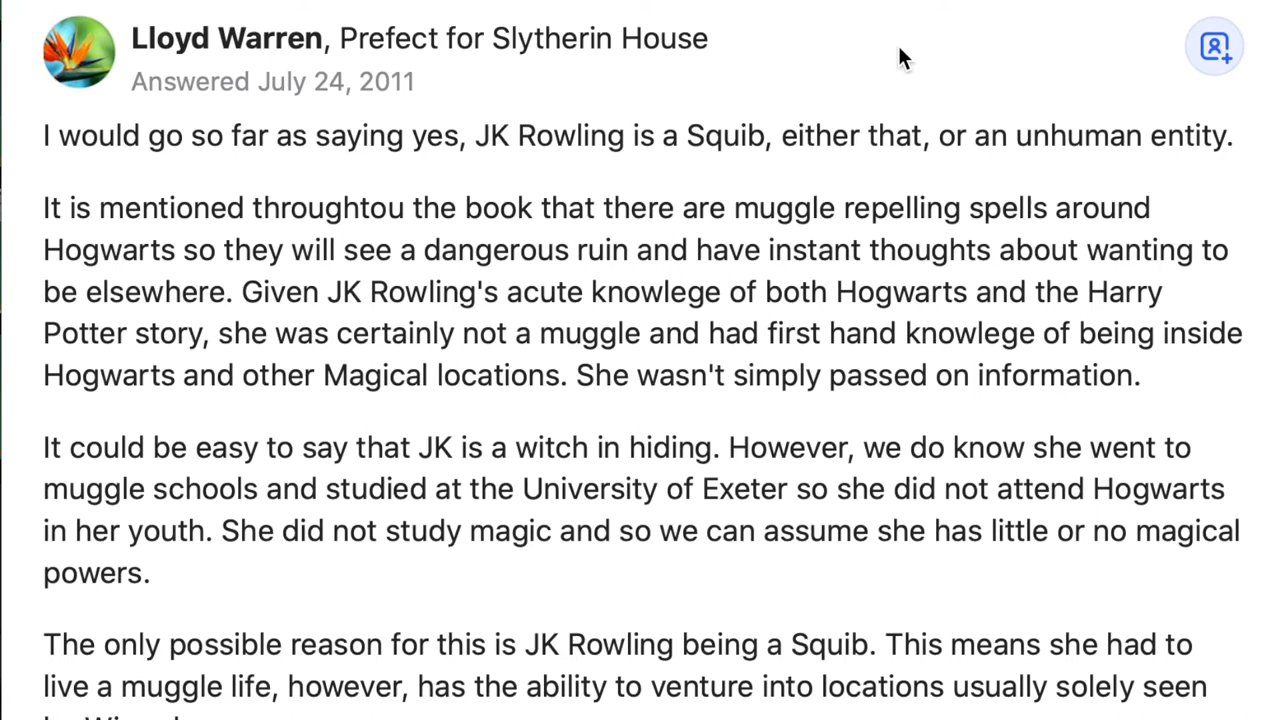 Lloyd Warren, Prefect for Slytherin House
Answered July 24, 2011
I would go so far as saying yes, JK Rowling is a Squib, either that, or an unhuman entity.
It is mentioned throughtou the book that there are muggle repelling spells around
Hogwarts so they will see a dangerous ruin and have instant thoughts about wanting to
be elsewhere. Given JK Rowling's acute knowlege of both Hogwarts and the Harry
Potter story, she was certainly not a muggle and had first hand knowlege of being inside
Hogwarts and other Magical locations. She wasn't simply passed on information.
It could be easy to say that JK is a witch in hiding. However, we do know she went to
muggle schools and studied at the University of Exeter so she did not attend Hogwarts
in her youth. She did not study magic and so we can assume she has little or no magical
powers.
The only possible reason for this is JK Rowling being a Squib. This means she had to
live a muggle life, however, has the ability to venture into locations usually solely seen